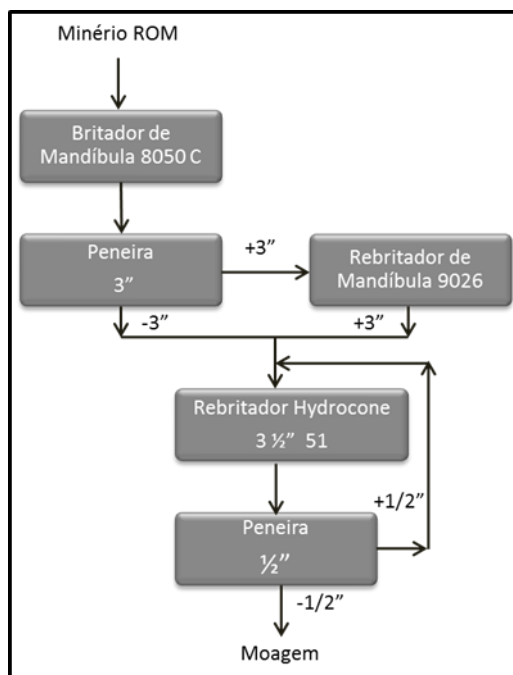 Minério ROM
Britador de
Mandíbula 8050 C
Peneira
3”
+3”
Rebritador de
Mandíbula 9026
-3”
+3”
Rebritador Hydrocone
3 ½” 51
+1/2”
Peneira
½”
-1/2”
Moagem